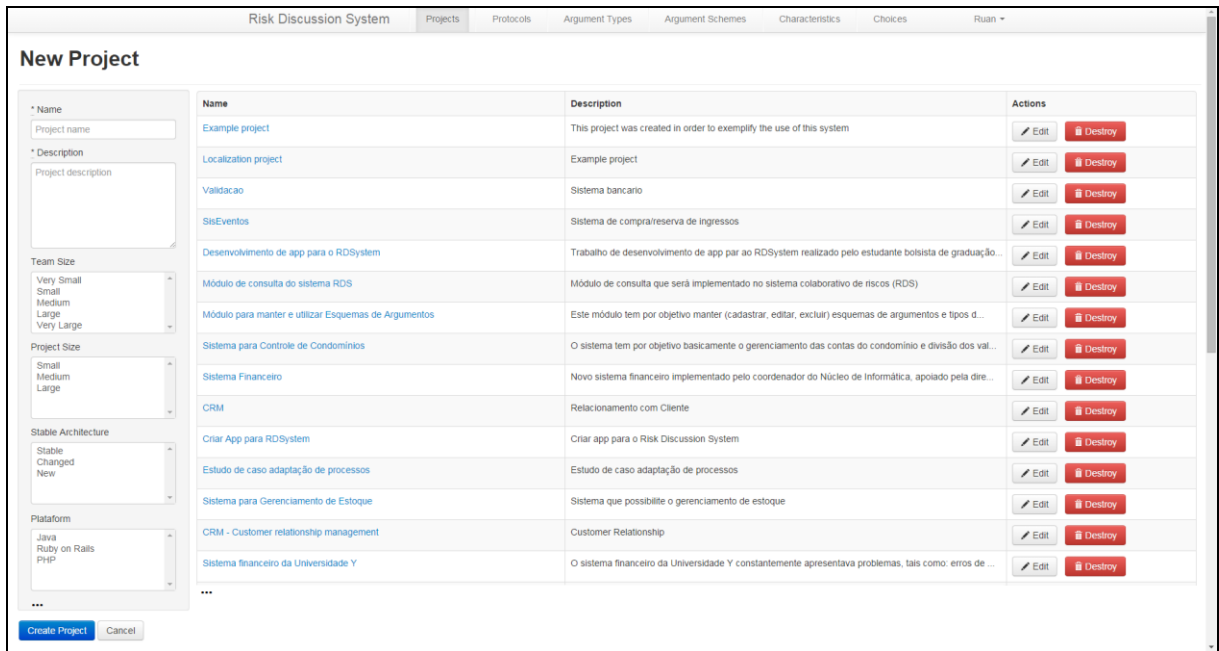 Risk Discussion System Projects Protocols Argument Types Argument Schemes Characteristics Choices Ruan
New Project
* Name
Project name
* Description
Project description
Team Size
Very Small
Small
Medium
Large
Very Large
Project Size
Small
Medium
Large
Stable Architecture
Stable
Changed
New
Plataform
Java
Ruby on Rails
PHP
...
Create Project Cancel
Name Description Actions
Example project This project was created in order to exemplify the use of this system Edit Destroy
Localization project Example project Edit Destroy
Validacao Sistema bancario Edit Destroy
SisEventos Sistema de compra/reserva de ingressos Edit Destroy
Desenvolvimento de app para o RDSystem Trabalho de desenvolvimento de app par ao RDSystem realizado pelo estudante bolsista de graduação... Edit Destroy
Módulo de consulta do sistema RDS Módulo de consulta que será implementado no sistema colaborativo de riscos (RDS) Edit Destroy
Módulo para manter e utilizar Esquemas de Argumentos Este módulo tem por objetivo manter (cadastrar, editar, excluir) esquemas de argumentos e tipos d... Edit Destroy
Sistema para Controle de Condomínios O sistema tem por objetivo basicamente o gerenciamento das contas do condomínio e divisão dos val... Edit Destroy
Sistema Financeiro Novo sistema financeiro implementado pelo coordenador do Núcleo de Informática, apoiado pela dire... Edit Destroy
CRM Relacionamento com Cliente Edit Destroy
Criar App para RDSystem Criar app para o Risk Discussion System Edit Destroy
Estudo de caso adaptação de processos Estudo de caso adaptação de processos Edit Destroy
Sistema para Gerenciamento de Estoque Sistema que possibilite o gerenciamento de estoque Edit Destroy
CRM - Customer relationship management Customer Relationship Edit Destroy
Sistema financeiro da Universidade Y O sistema financeiro da Universidade Y constantemente apresentava problemas, tais como: erros de ... Edit Destroy
...